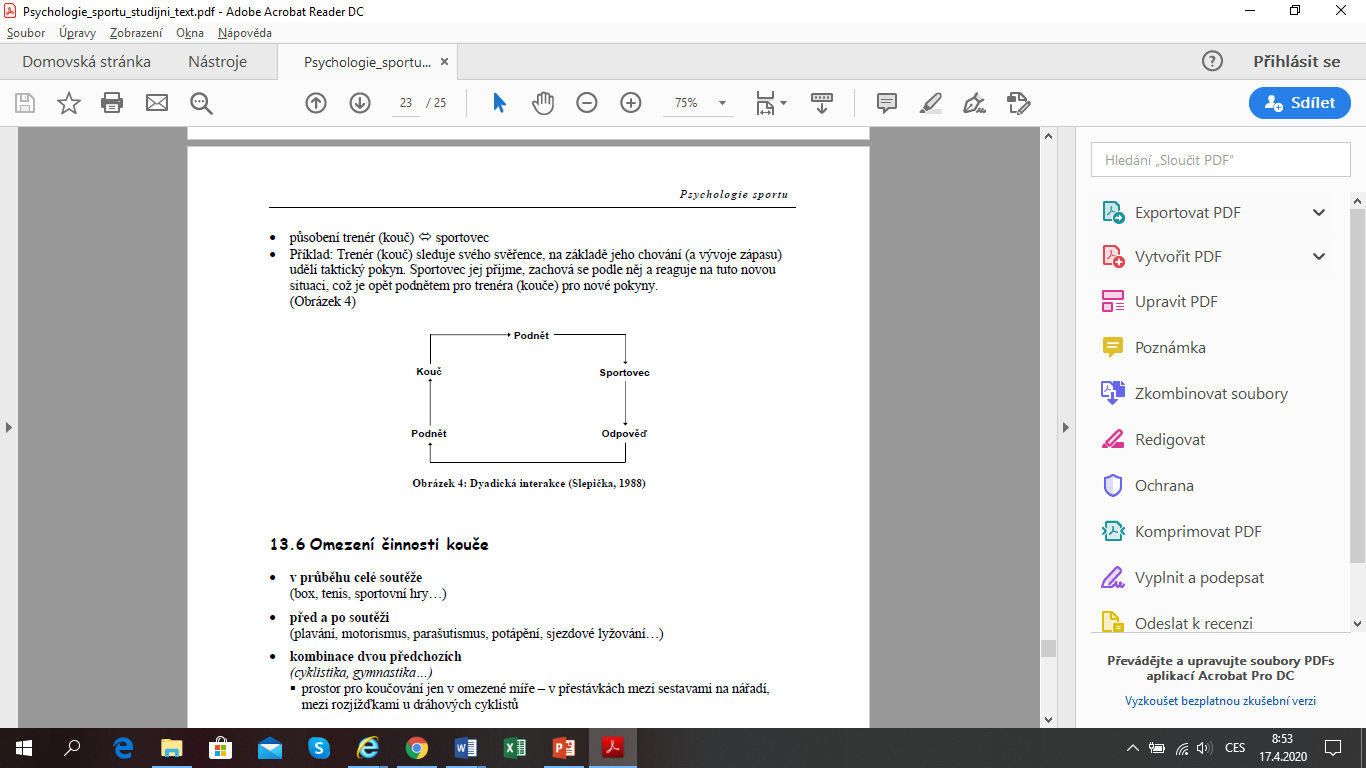 Psychologie_sportu_studijni_text.pdf - Adobe Acrobat Reader DC
Soubor Úpravy Zobrazení Okna Nápověda
Domovská stránka Nástroje Psychologie_sportu... × ? Přihlásit se
23 / 25 75% Sdílet
Hledání „Sloučit PDF"
Exportovat PDF
Vytvořit PDF
Upravit PDF
Poznámka
Zkombinovat soubory
Redigovat
Ochrana
Komprimovat PDF
Vyplnit a podepsat
Odeslat k recenzi
Převádějte a upravujte soubory PDFs
aplikací Acrobat Pro DC
Vyzkoušet bezplatnou zkušební verzi
Psychologie sportu
• působení trenér (kouč) ⇔ sportovec
• Příklad: Trenér (kouč) sleduje svého svěřence, na základě jeho chování (a vývoje zápasu)
udělí taktický pokyn. Sportovec jej přijme, zachová se podle něj a reaguje na tuto novou
situaci, což je opět podnětem pro trenéra (kouče) pro nové pokyny.
(Obrázek 4)
Podnět
Kouč Sportovec
Podnět Odpověď
Obrázek 4: Dyadická interakce (Slepička, 1988)
13.6 Omezení činnosti kouče
• v průběhu celé soutěže
(box, tenis, sportovní hry…)
• před a po soutěži
(plavání, motorismus, parašutismus, potápění, sjezdové lyžování…)
• kombinace dvou předchozích
(cyklistika, gymnastika…)
▪ prostor pro koučování jen v omezené míře – v přestávkách mezi sestavami na nářadí,
mezi rozjížďkami u dráhových cyklistů
CES
8:53
17.4.2020